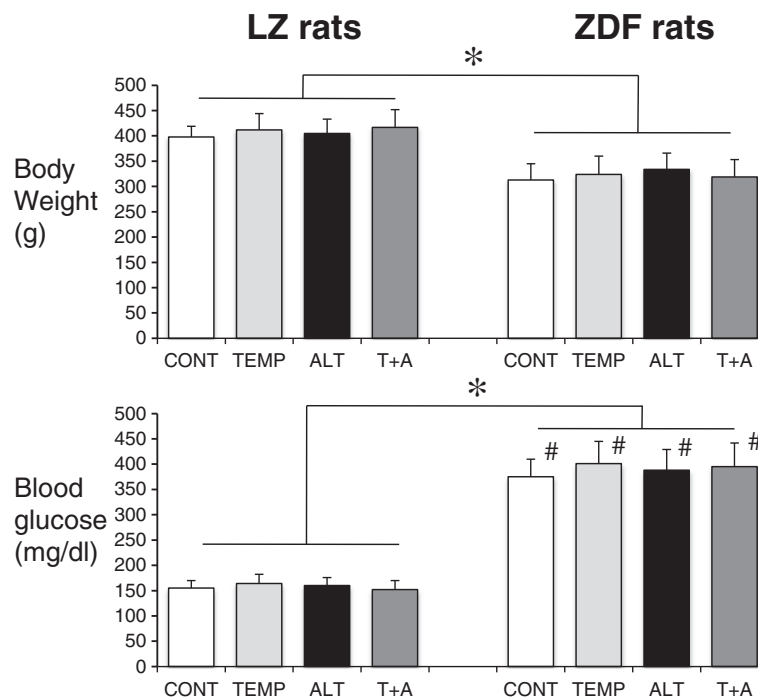 LZ rats ZDF rats
*
500
450
400
350
300
250
200
150
100
50
0
Body
Weight
(g)
CONT TEMP ALT T+A CONT TEMP ALT T+A
*
500
450
400
350
300
250
200
150
100
50
0
# # # #
Blood
glucose
(mg/dl)
CONT TEMP ALT T+A CONT TEMP ALT T+A